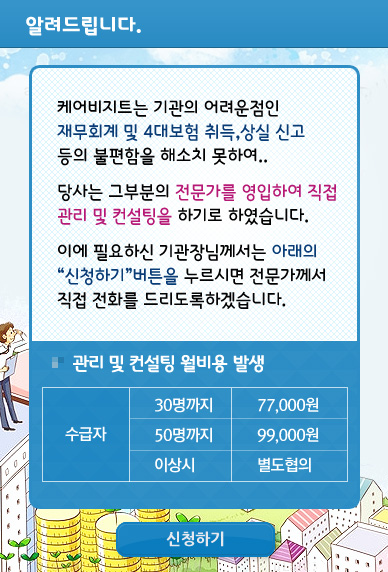 알려드립니다.
케어비지트는 기관의 어려운점인
재무회계 및 4대보험 취득,상실 신고
등의 불편함을 해소치 못하여..
당사는 그부분의 전문가를 영입하여 직접
관리 및 컨설팅을 하기로 하였습니다.
이에 필요하신 기관장님께서는 아래의
“신청하기”버튼을 누르시면 전문가께서
직접 전화를 드리도록하겠습니다.
관리 및 컨설팅 월비용 발생
수급자
30명까지 77,000원
50명까지 99,000원
이상시 별도협의
신청하기